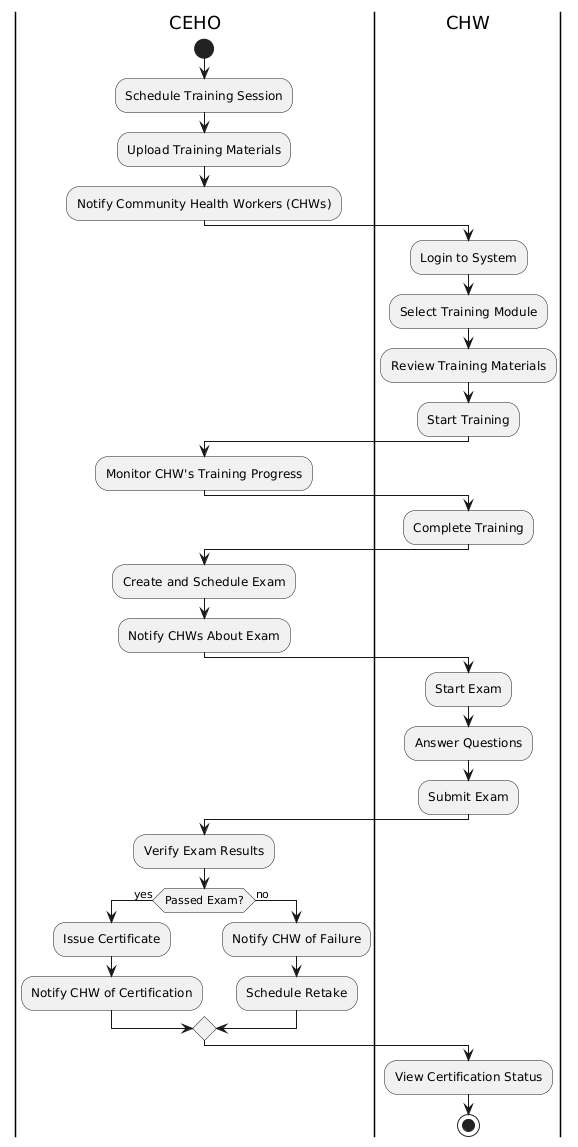 CEHO
CHW
Schedule Training Session
Upload Training Materials
Notify Community Health Workers (CHWs)
Login to System
Select Training Module
Review Training Materials
Start Training
Monitor CHW's Training Progress
Complete Training
Create and Schedule Exam
Notify CHWs About Exam
Start Exam
Answer Questions
Submit Exam
Verify Exam Results
yes
Passed Exam?
no
Issue Certificate
Notify CHW of Failure
Notify CHW of Certification
Schedule Retake
View Certification Status